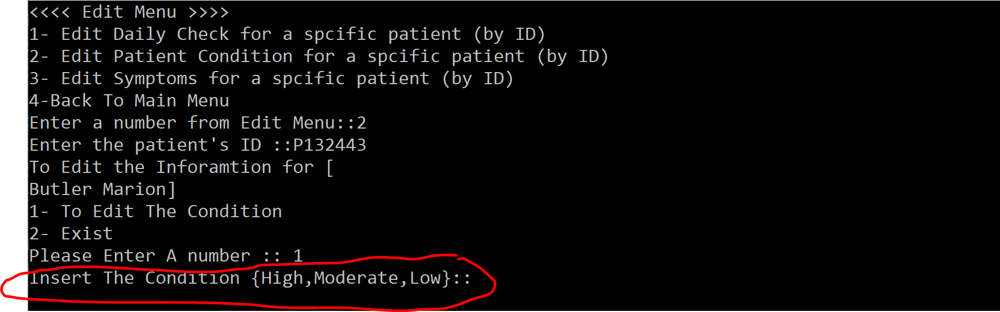 <<<< Edit Menu >>>>
1- Edit Daily Check for a spcific patient (by ID)
2- Edit Patient Condition for a spcific patient (by ID)
3- Edit Symptoms for a spcific patient (by ID)
4-Back To Main Menu
Enter a number from Edit Menu::2
Enter the patient's ID ::P132443
To Edit the Inforamtion for [
Butler Marion]
1- To Edit The Condition
2- Exist
Please Enter A number :: 1
Insert The Condition {High,Moderate,Low}::